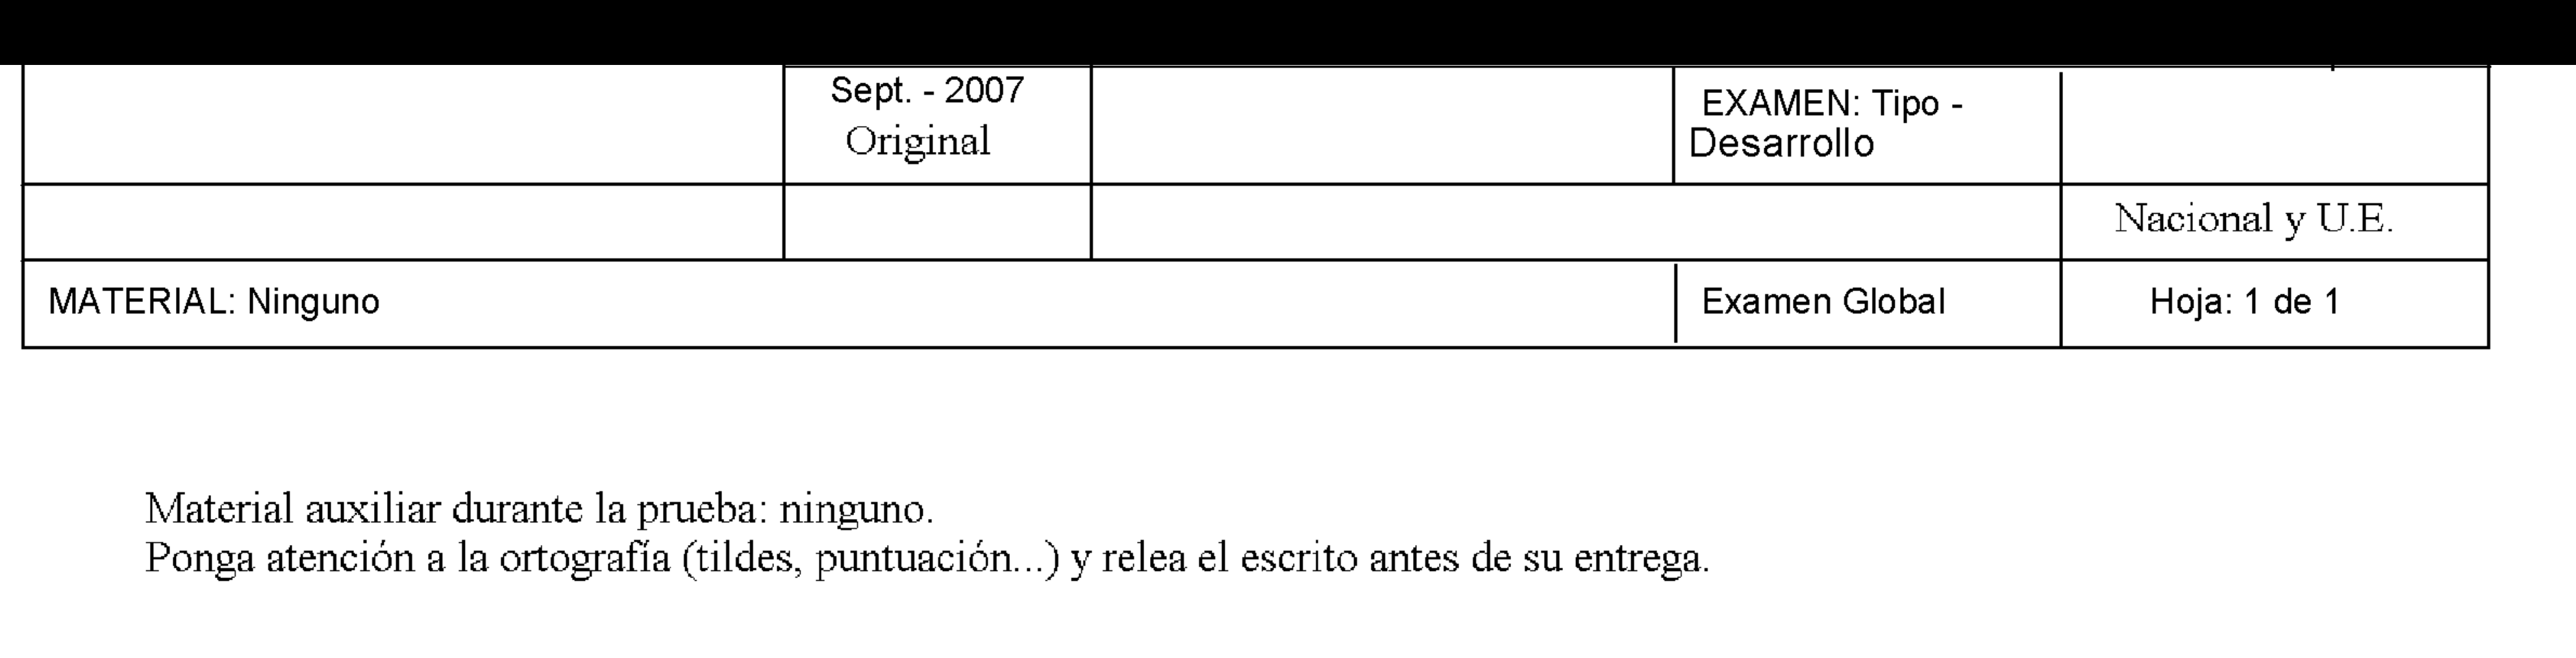 Sept. - 2007
Original
EXAMEN: Tipo -
Desarrollo
Nacional y U.E.
MATERIAL: Ninguno
Examen Global
Hoja: 1 de 1
Material auxiliar durante la prueba: ninguno.
Ponga atención a la ortografía (tildes, puntuación...) y relea el escrito antes de su entrega.